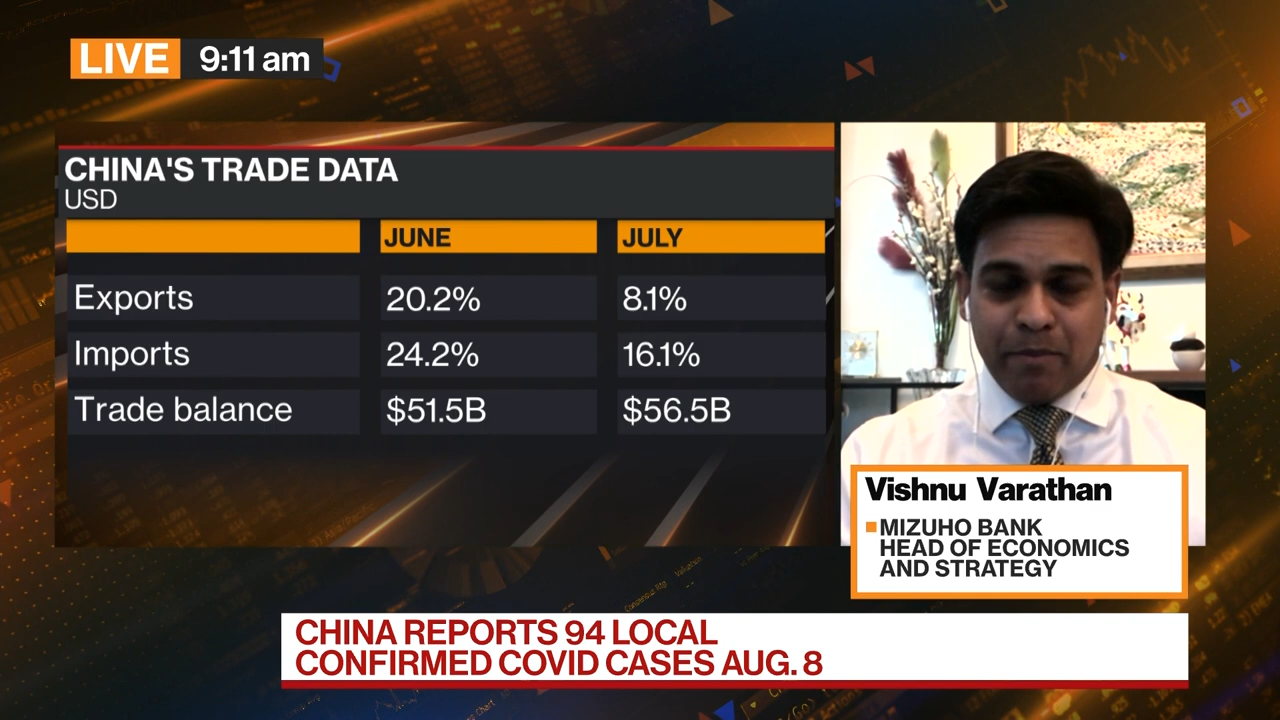 LIVE 9:11 am
CHINA'S TRADE DATA
USD
JUNE JULY
Exports 20.2% 8.1%
Imports 24.2% 16.1%
Trade balance $51.5B $56.5B
Vishnu Varathan
MIZUHO BANK
HEAD OF ECONOMICS
AND STRATEGY
CHINA REPORTS 94 LOCAL
CONFIRMED COVID CASES AUG. 8